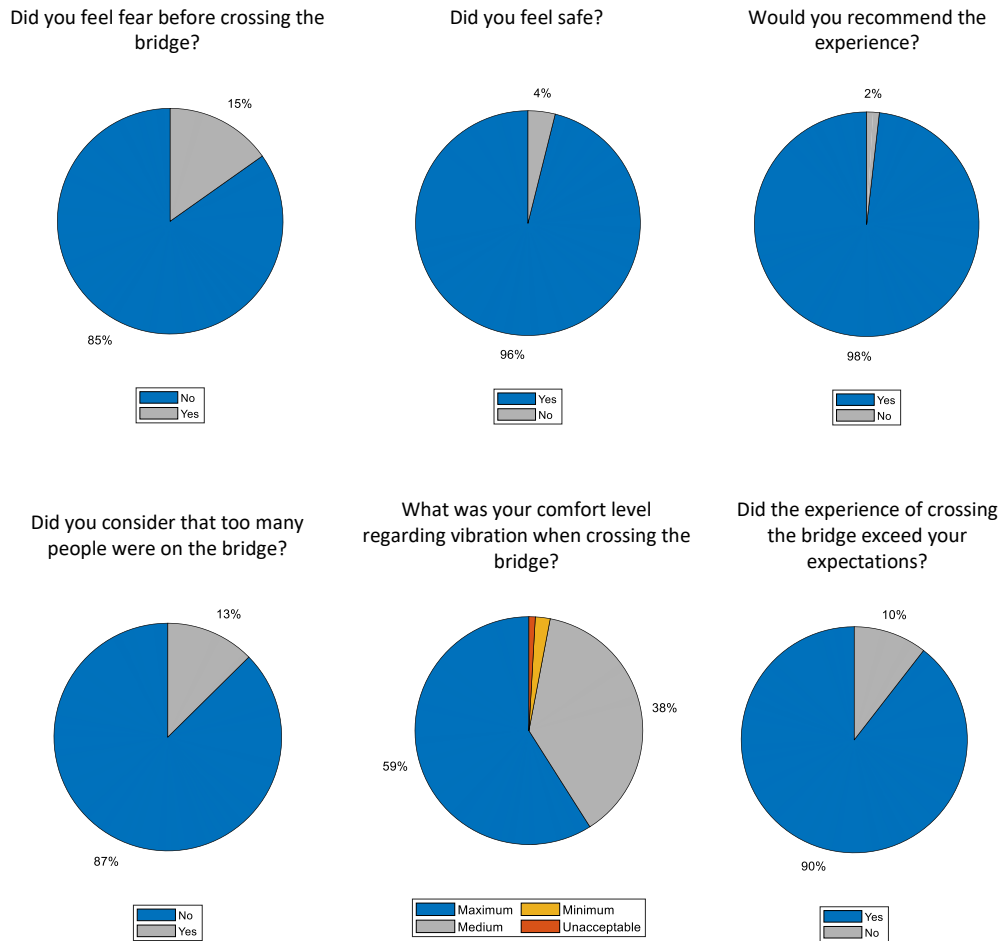 Did you feel fear before crossing the
bridge?
15%
85%
No
Yes
Did you feel safe?
4%
96%
Yes
No
Would you recommend the
experience?
2%
98%
Yes
No
Did you consider that too many
people were on the bridge?
13%
87%
No
Yes
What was your comfort level
regarding vibration when crossing the
bridge?
38%
59%
Maximum
Medium
Minimum
Unacceptable
Did the experience of crossing
the bridge exceed your
expectations?
10%
90%
Yes
No